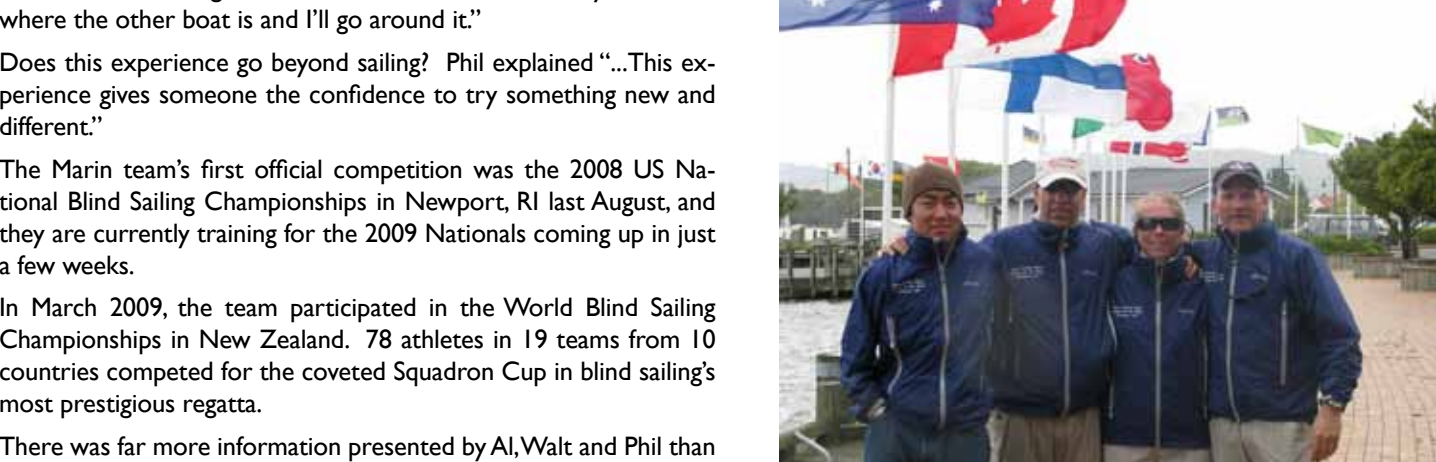 where the other boat is and I'll go around it.”
Does this experience go beyond sailing?  Phil explained “...This ex-
perience gives someone the confidence to try something new and
different.”
The Marin team's first official competition was the 2008 US Na-
tional Blind Sailing Championships in Newport, RI last August, and
they are currently training for the 2009 Nationals coming up in just
a few weeks.
In March 2009, the team participated in the World Blind Sailing
Championships in New Zealand.  78 athletes in 19 teams from 10
countries competed for the coveted Squadron Cup in blind sailing's
most prestigious regatta.
There was far more information presented by Al, Walt and Phil than